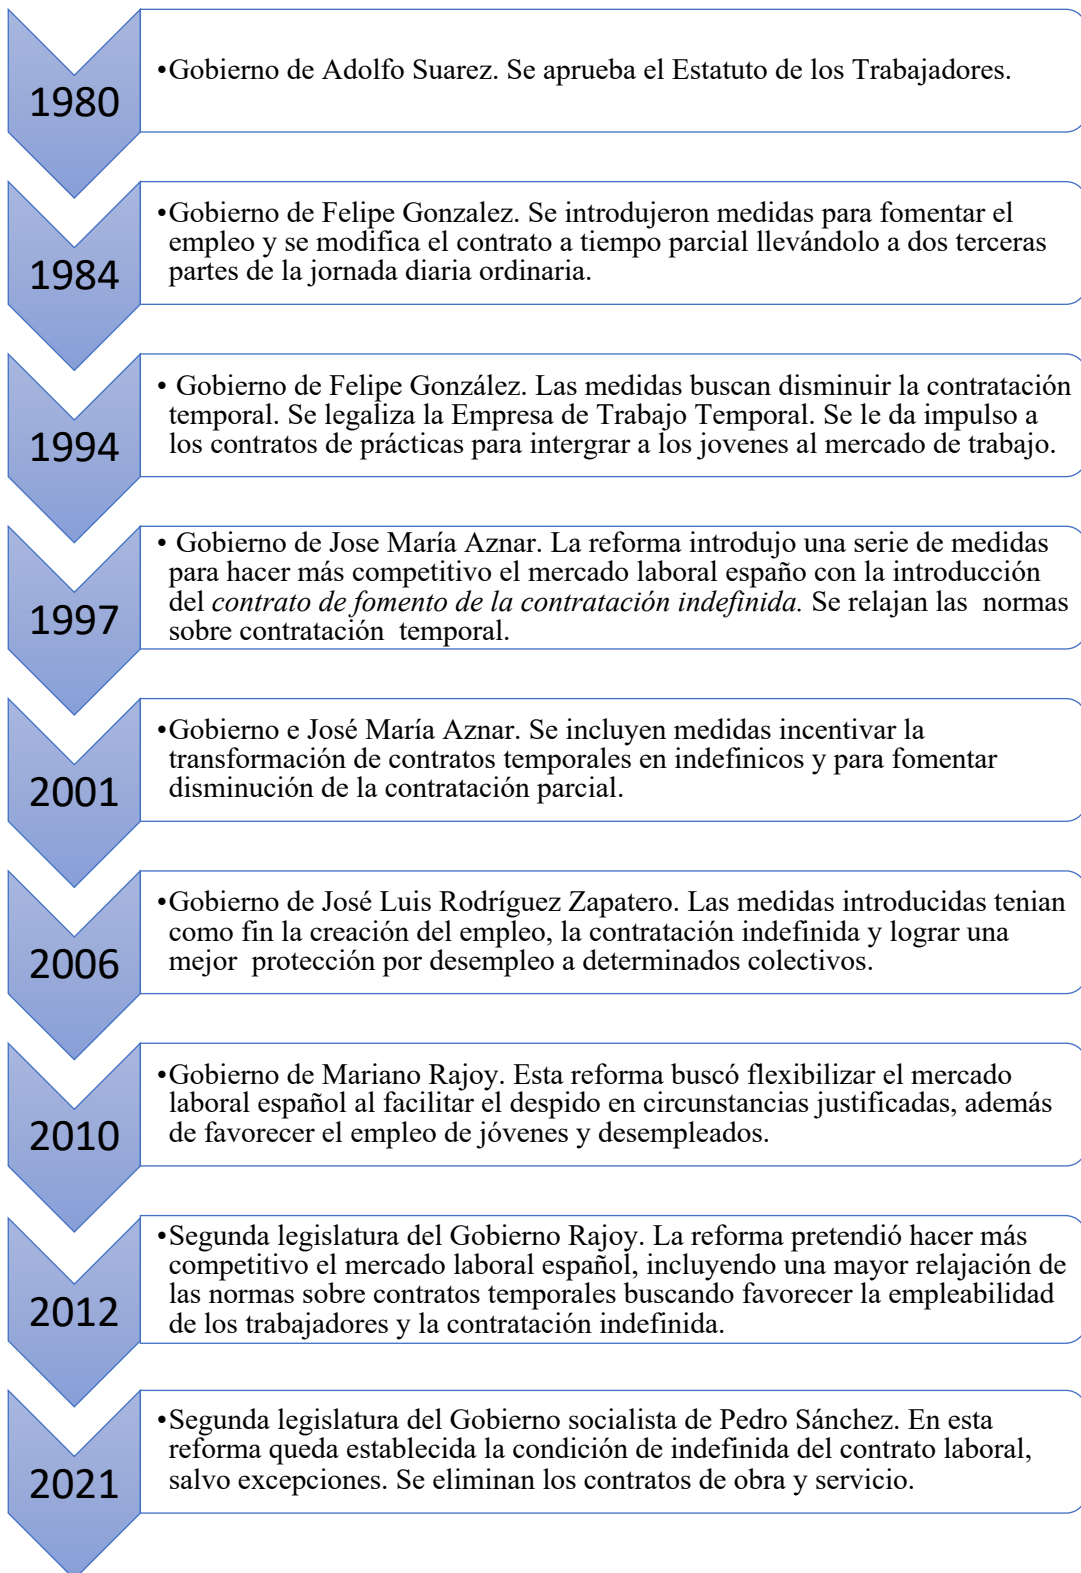 1980
•Gobierno de Adolfo Suarez. Se aprueba el Estatuto de los Trabajadores.
1984
•Gobierno de Felipe Gonzalez. Se introdujeron medidas para fomentar el
empleo y se modifica el contrato a tiempo parcial llevándolo a dos terceras
partes de la jornada diaria ordinaria.
1994
• Gobierno de Felipe González. Las medidas buscan disminuir la contratación
temporal. Se legaliza la Empresa de Trabajo Temporal. Se le da impulso a
los contratos de prácticas para intergrar a los jovenes al mercado de trabajo.
1997
• Gobierno de Jose María Aznar. La reforma introdujo una serie de medidas
para hacer más competitivo el mercado laboral españo con la introducción
del contrato de fomento de la contratación indefinida. Se relajan las normas
sobre contratación temporal.
2001
•Gobierno e José María Aznar. Se incluyen medidas incentivar la
transformación de contratos temporales en indefinicos y para fomentar
disminución de la contratación parcial.
2006
•Gobierno de José Luis Rodríguez Zapatero. Las medidas introducidas tenian
como fin la creación del empleo, la contratación indefinida y lograr una
mejor protección por desempleo a determinados colectivos.
2010
•Gobierno de Mariano Rajoy. Esta reforma buscó flexibilizar el mercado
laboral español al facilitar el despido en circunstancias justificadas, además
de favorecer el empleo de jóvenes y desempleados.
2012
•Segunda legislatura del Gobierno Rajoy. La reforma pretendió hacer más
competitivo el mercado laboral español, incluyendo una mayor relajación de
las normas sobre contratos temporales buscando favorecer la empleabilidad
de los trabajadores y la contratación indefinida.
2021
•Segunda legislatura del Gobierno socialista de Pedro Sánchez. En esta
reforma queda establecida la condición de indefinida del contrato laboral,
salvo excepciones. Se eliminan los contratos de obra y servicio.